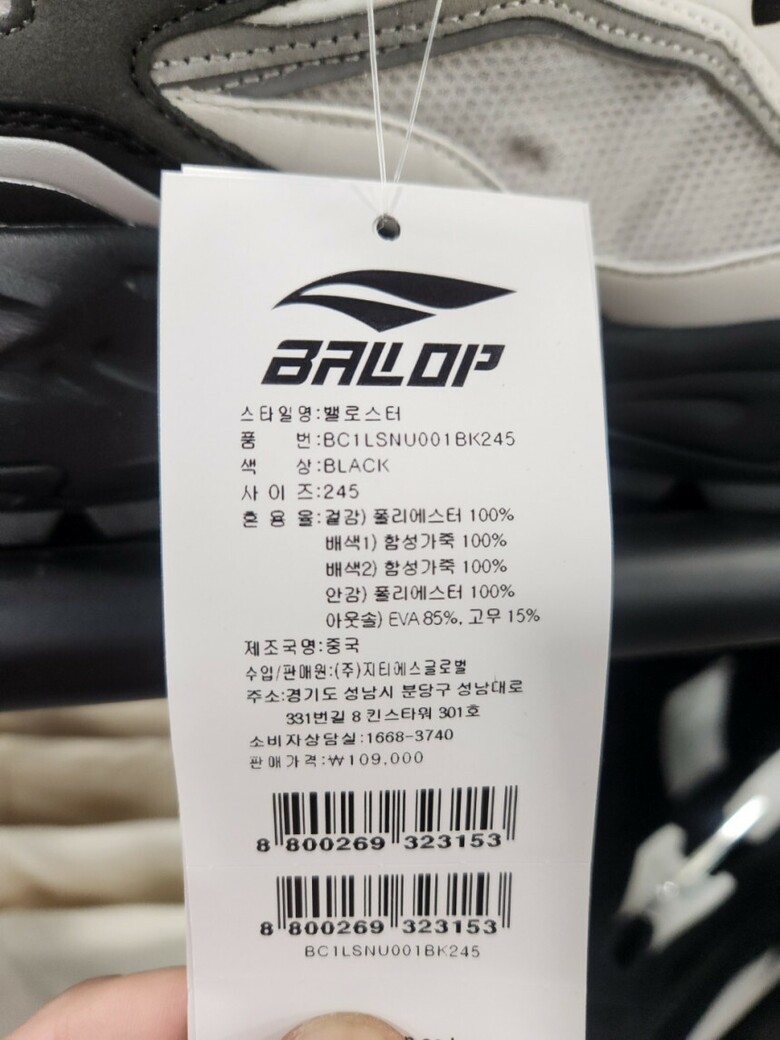 BALLOP
스타일명:밸로스터
품 번:BC1LSNU001BK245
색 상:BLACK
사 이 즈:245
혼 용 율:겉감) 폴리에스터 100%
배색1) 합성가죽 100%
배색2) 합성가죽 100%
안감) 폴리에스터 100%
아웃솔) EVA 85%, 고무 15%
제조국명:중국
수입/판매원:(주)지티에스글로벌
주소:경기도 성남시 분당구 성남대로
331번길 8 킨스타워 301호
소비자상담실:1668-3740
판매가격:₩109,000
8 800269 323153
8 800269 323153
BC1LSNU001BK245